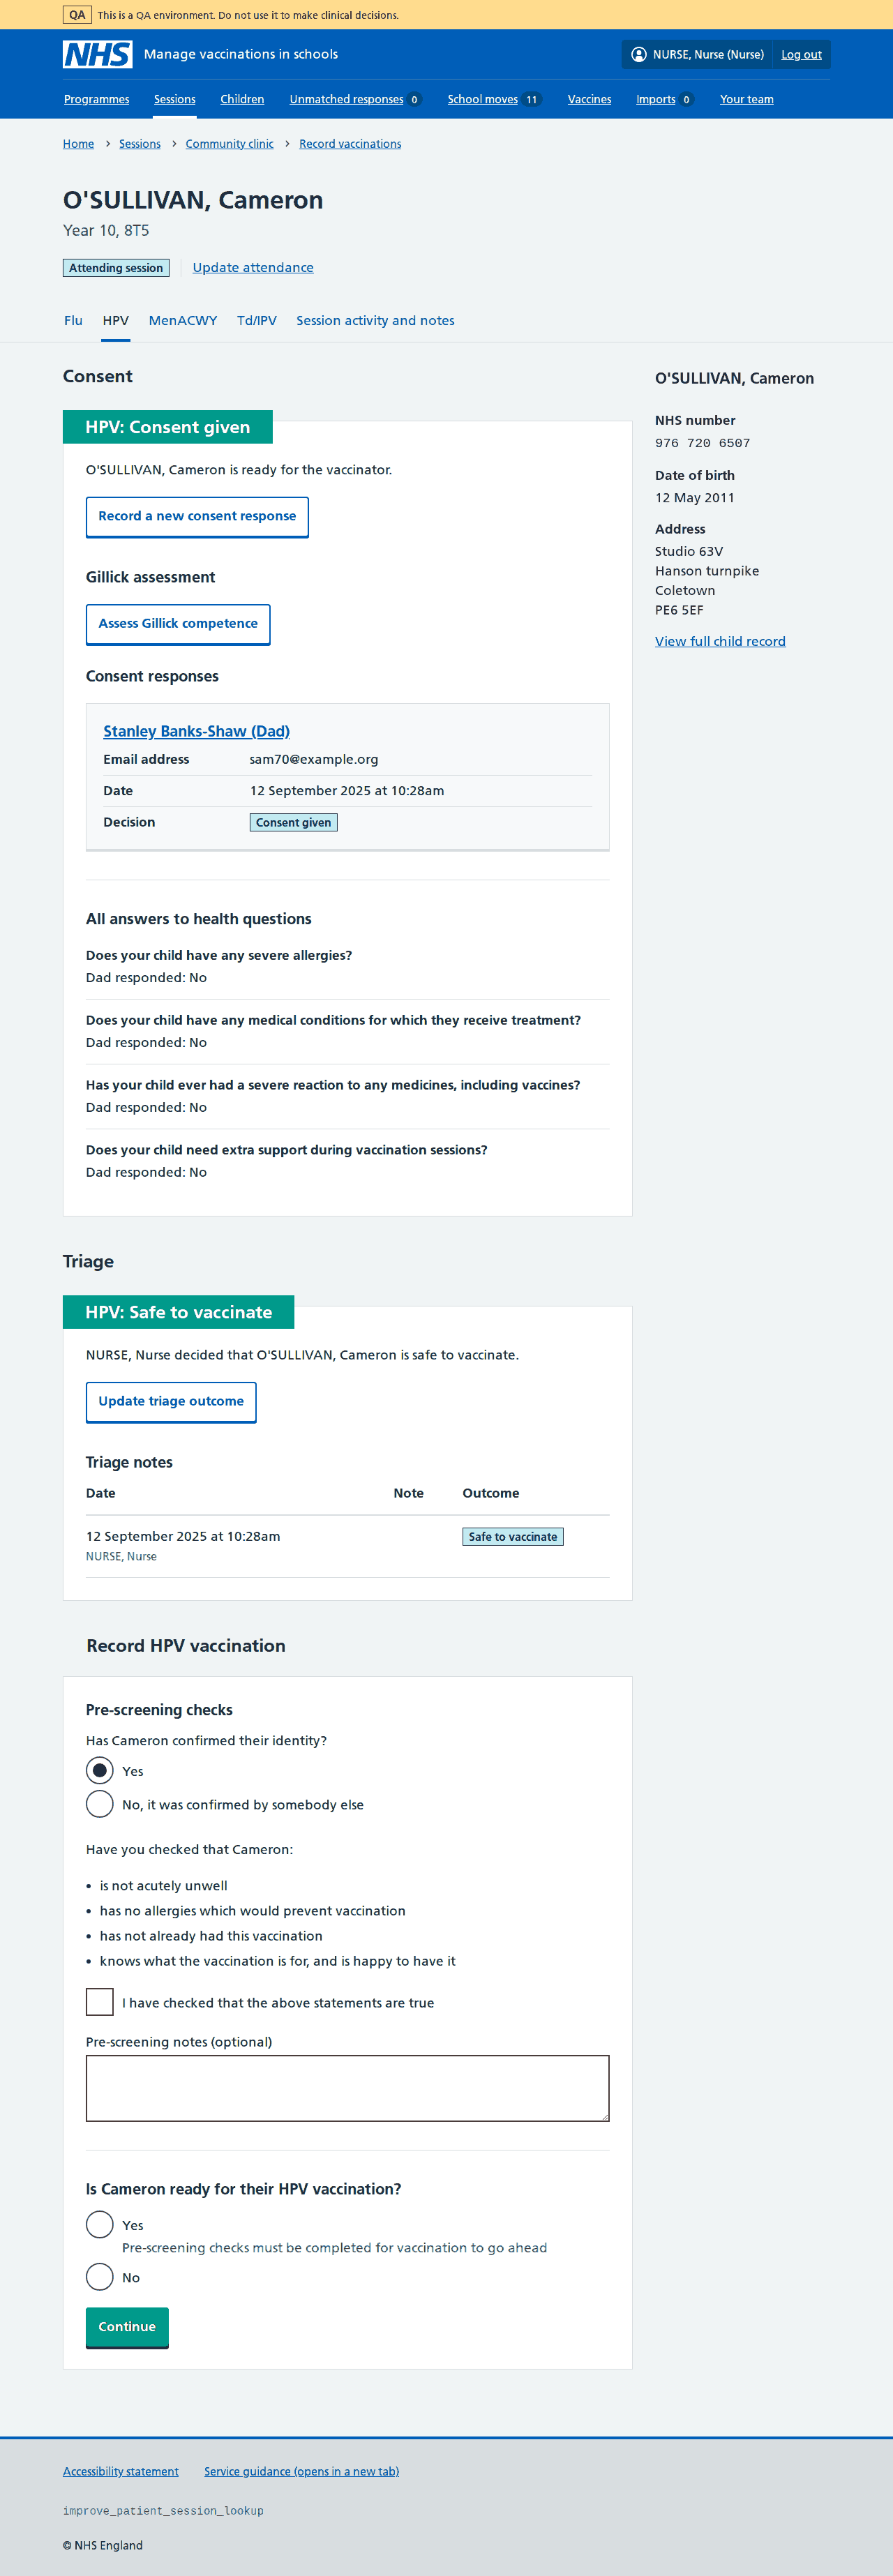 QA This is a QA environment. Do not use it to make clinical decisions.
NHS Manage vaccinations in schools NURSE, Nurse (Nurse) Log out
Programmes Sessions Children Unmatched responses 0 School moves 11 Vaccines Imports 0 Your team
Home Sessions Community clinic Record vaccinations
O'SULLIVAN, Cameron
Year 10, 8T5
Attending session Update attendance
Flu HPV MenACWY Td/IPV Session activity and notes
Consent
HPV: Consent given
O'SULLIVAN, Cameron is ready for the vaccinator.
Record a new consent response
Gillick assessment
Assess Gillick competence
Consent responses
Stanley Banks-Shaw (Dad)
Email address sam70@example.org
Date 12 September 2025 at 10:28am
Decision Consent given
All answers to health questions
Does your child have any severe allergies?
Dad responded: No
Does your child have any medical conditions for which they receive treatment?
Dad responded: No
Has your child ever had a severe reaction to any medicines, including vaccines?
Dad responded: No
Does your child need extra support during vaccination sessions?
Dad responded: No
O'SULLIVAN, Cameron
NHS number
976 720 6507
Date of birth
12 May 2011
Address
Studio 63V
Hanson turnpike
Coletown
PE6 5EF
View full child record
Triage
HPV: Safe to vaccinate
NURSE, Nurse decided that O'SULLIVAN, Cameron is safe to vaccinate.
Update triage outcome
Triage notes
Date Note Outcome
12 September 2025 at 10:28am Safe to vaccinate
NURSE, Nurse
Record HPV vaccination
Pre-screening checks
Has Cameron confirmed their identity?
Yes
No, it was confirmed by somebody else
Have you checked that Cameron:
• is not acutely unwell
• has no allergies which would prevent vaccination
• has not already had this vaccination
• knows what the vaccination is for, and is happy to have it
I have checked that the above statements are true
Pre-screening notes (optional)
Is Cameron ready for their HPV vaccination?
Yes
Pre-screening checks must be completed for vaccination to go ahead
No
Continue
Accessibility statement Service guidance (opens in a new tab)
improve_patient_session_lookup
© NHS England